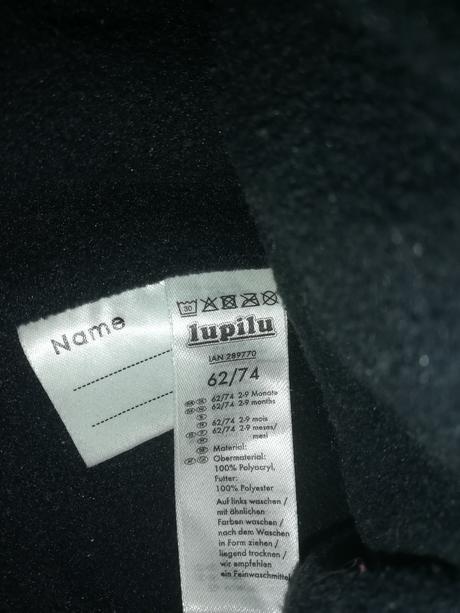 Name
30
lupilu
IAN 289770
62/74
62/74 2-9 Monate
62/74 2-9 months
62/74 2-9 mois
62/74 2-9 meses/
mesi
Material:
Obermaterial:
100% Polyacryl,
Futter:
100% Polyester
Auf links waschen /
mit ähnlichen
Farben waschen /
nach dem Waschen
in Form ziehen /
liegend trocknen /
wir empfehlen
ein Feinwaschmittel